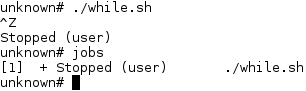 unknown# ./while.sh
^Z
Stopped (user)
unknown# jobs
[1]  + Stopped (user)       ./while.sh
unknown#